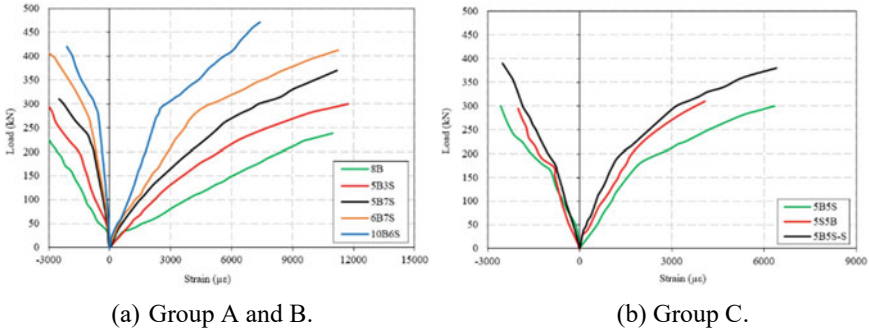 500
450
400
350
300
250
200
150
100
50
0
Load (kN)
-3000 0 3000 6000 9000 12000 15000
Strain (µε)
8B
5B3S
5B7S
6B7S
10B6S
(a) Group A and B.
500
450
400
350
300
250
200
150
100
50
0
Load (kN)
-3000 0 3000 6000 9000
Strain (µε)
5B5S
5S5B
5B5S-S
(b) Group C.